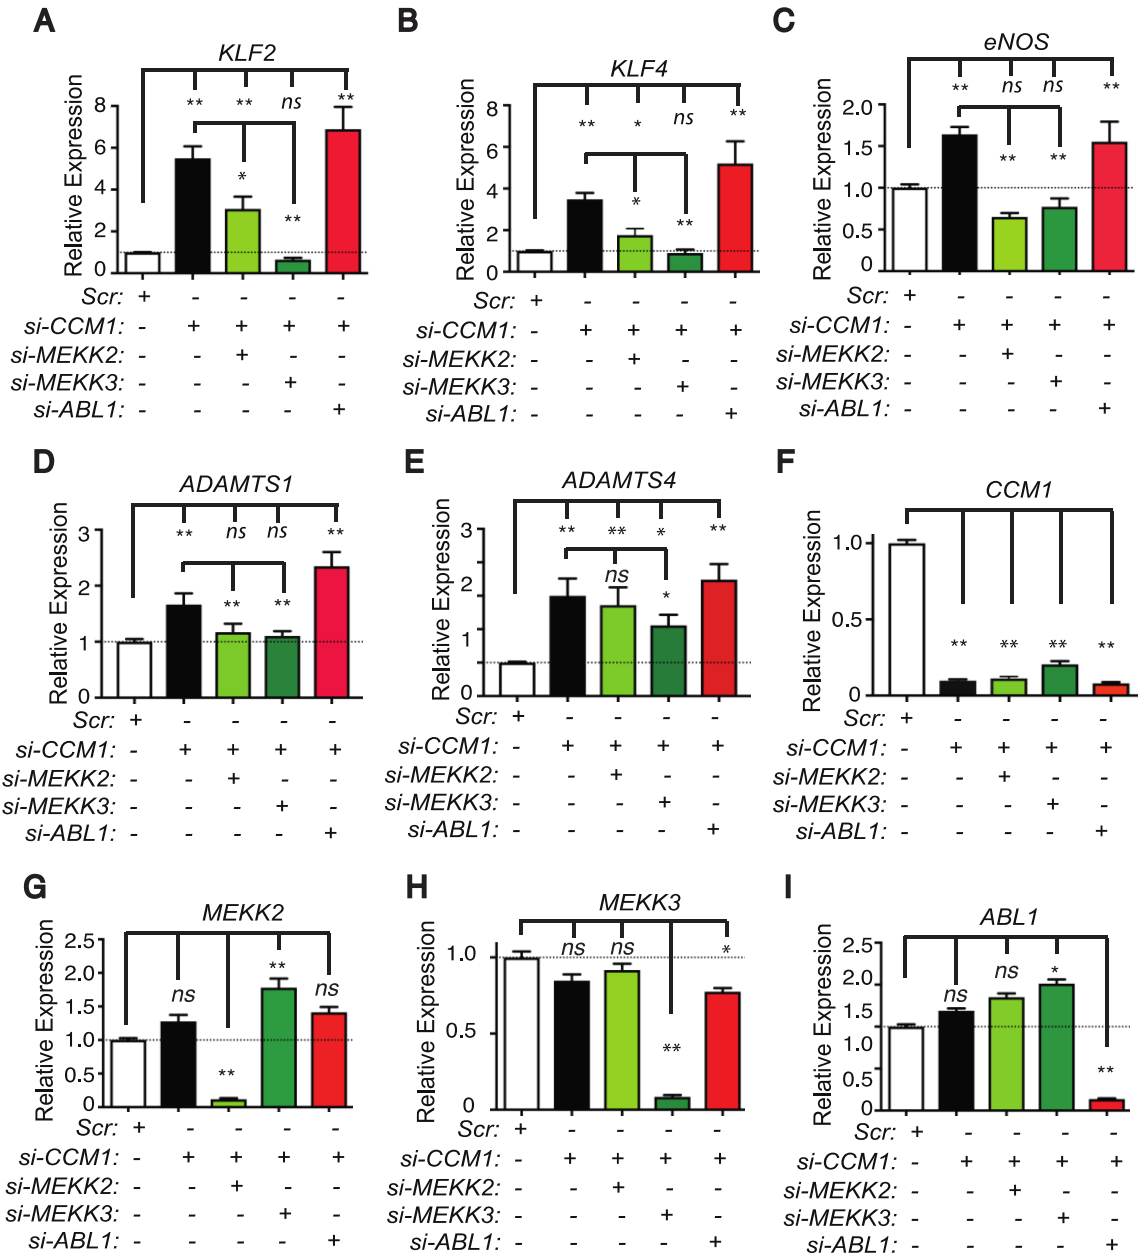 A
KLF2
Relative Expression
8
6
4
2
0
** ** ns **
* **
Scr: + - - - -
si-CCM1: - + + + +
si-MEKK2: - - + - -
si-MEKK3: - - - + -
si-ABL1: - - - - +
B
KLF4
Relative Expression
8
6
4
2
0
** * ns **
* **
Scr: + - - - -
si-CCM1: - + + + +
si-MEKK2: - - + - -
si-MEKK3: - - - + -
si-ABL1: - - - - +
C
eNOS
Relative Expression
2.0
1.5
1.0
0.5
0
** ns ns **
** **
Scr: + - - - -
si-CCM1: - + + + +
si-MEKK2: - - + - -
si-MEKK3: - - - + -
si-ABL1: - - - - +
D
ADAMTS1
Relative Expression
3
2
1
0
** ns ns **
** **
Scr: + - - - -
si-CCM1: - + + + +
si-MEKK2: - - + - -
si-MEKK3: - - - + -
si-ABL1: - - - - +
E
ADAMTS4
Relative Expression
3
2
1
0
** ** * **
ns *
Scr: + - - - -
si-CCM1: - + + + +
si-MEKK2: - - + - -
si-MEKK3: - - - + -
si-ABL1: - - - - +
F
CCM1
Relative Expression
1.0
0.5
0
** ** ** **
Scr: + - - - -
si-CCM1: - + + + +
si-MEKK2: - - + - -
si-MEKK3: - - - + -
si-ABL1: - - - - +
G
MEKK2
Relative Expression
2.5
2.0
1.5
1.0
0.5
0
ns ** ** ns
Scr: + - - - -
si-CCM1: - + + + +
si-MEKK2: - - + - -
si-MEKK3: - - - + -
si-ABL1: - - - - +
H
MEKK3
Relative Expression
1.0
0.5
0
ns ns ** *
Scr: + - - - -
si-CCM1: - + + + +
si-MEKK2: - - + - -
si-MEKK3: - - - + -
si-ABL1: - - - - +
I
ABL1
Relative Expression
2.5
2.0
1.5
1.0
0.5
0
ns ns * **
Scr: + - - - -
si-CCM1: - + + + +
si-MEKK2: - - + - -
si-MEKK3: - - - + -
si-ABL1: - - - - +